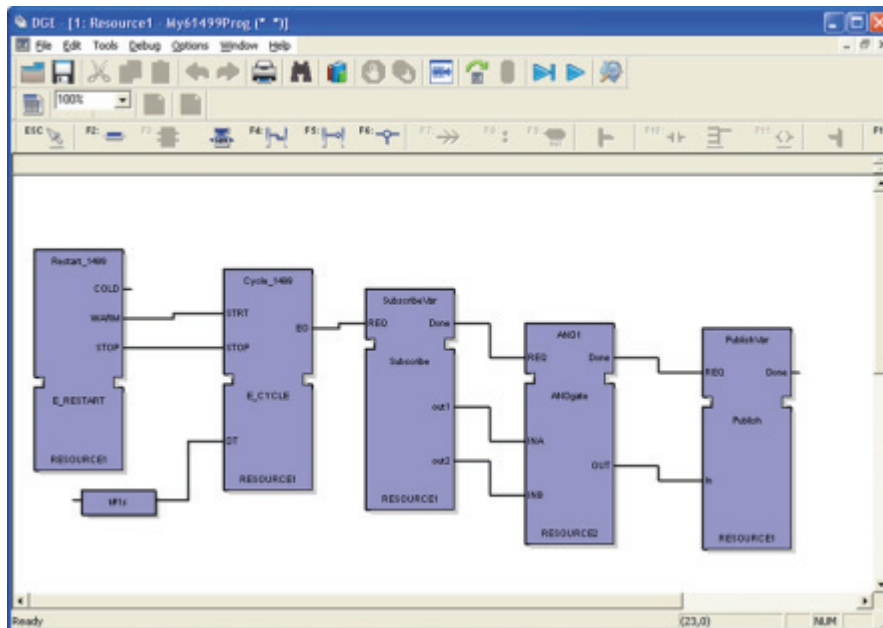 DGE - [1: Resource1 - My61499Prog (* *)]
File Edit Tools Debug Options Window Help
100%
ESC F2: F3: F4: F5: F6: F7: F8: F9: F10: F11:
Restart_1499
COLD
WARM
STOP
E_RESTART
RESOURCE1
t#1s
Cycle_1499
STRT
EO
STOP
E_CYCLE
DT
RESOURCE1
SubscribeVar
REQ Done
Subscribe
out1
out2
RESOURCE1
AND1
REQ Done
ANDgate
INA
OUT
INB
RESOURCE2
PublishVar
REQ Done
Publish
In
RESOURCE1
Ready (23,0) NUM